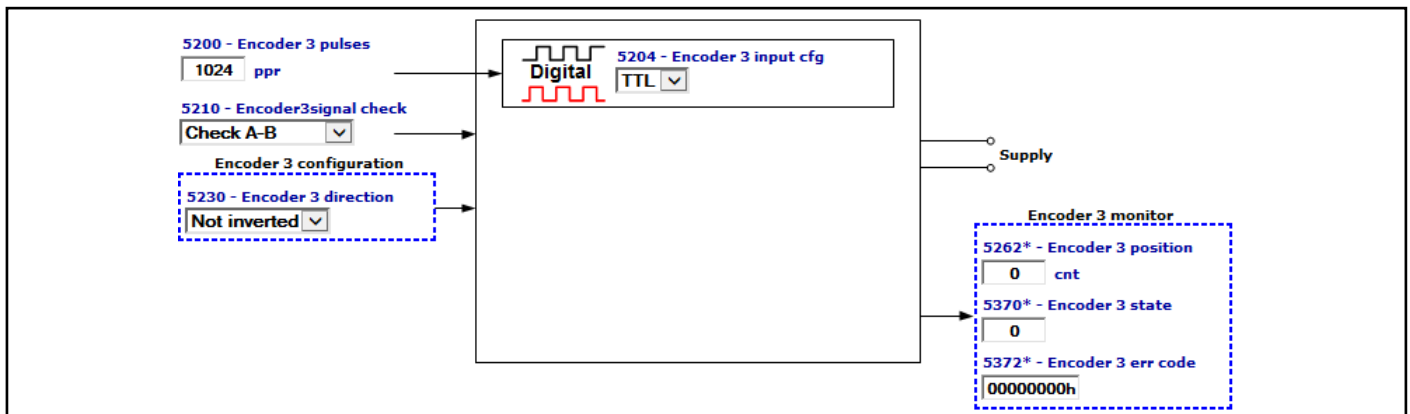 5200 - Encoder 3 pulses
1024 ppr
5210 - Encoder3signal check
Check A-B
Encoder 3 configuration
5230 - Encoder 3 direction
Not inverted
Digital
5204 - Encoder 3 input cfg
TTL
Supply
Encoder 3 monitor
5262* - Encoder 3 position
0 cnt
5370* - Encoder 3 state
0
5372* - Encoder 3 err code
00000000h